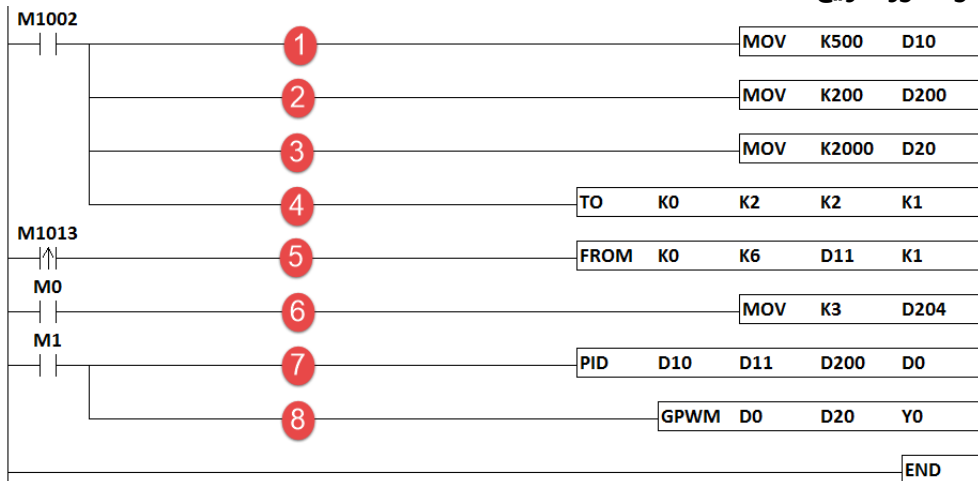 M1002
1 MOV K500 D10
2 MOV K200 D200
3 MOV K2000 D20
4 TO K0 K2 K2 K1
M1013
5 FROM K0 K6 D11 K1
M0
6 MOV K3 D204
M1
7 PID D10 D11 D200 D0
8 GPWM D0 D20 Y0
END